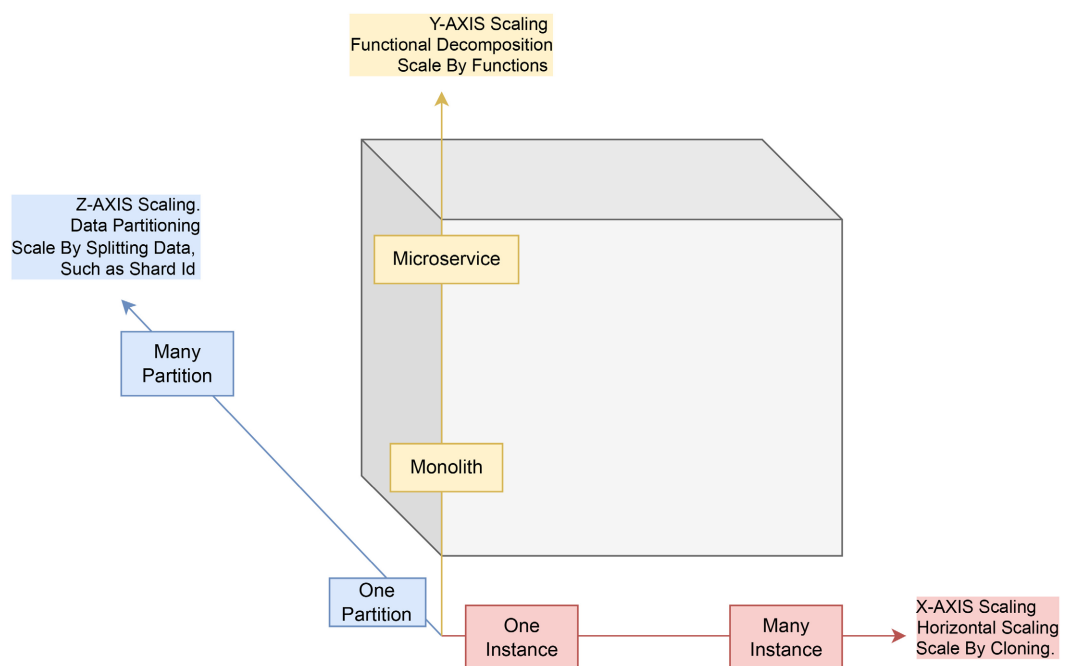 Y-AXIS Scaling
Functional Decomposition
Scale By Functions
Z-AXIS Scaling.
Data Partitioning
Scale By Splitting Data,
Such as Shard Id
Microservice
Many
Partition
Monolith
One
Partition
One
Instance
Many
Instance
X-AXIS Scaling
Horizontal Scaling
Scale By Cloning.